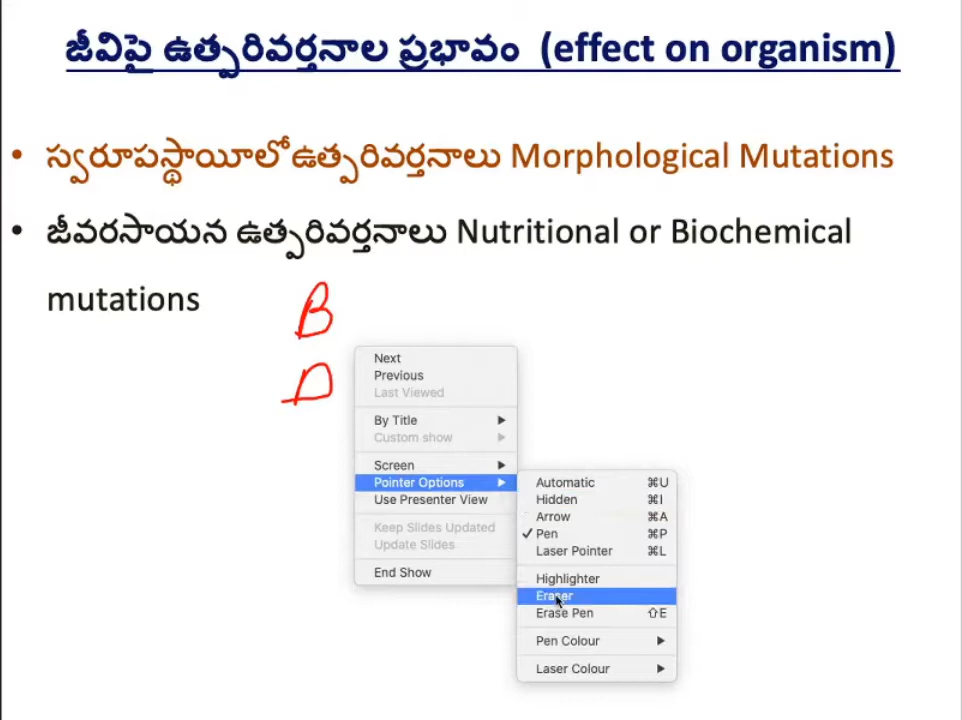 జీవిపై ఉత్పరివర్తనాల ప్రభావం (effect on organism)
• స్వరూపస్థాయీలోఉత్పరివర్తనాలు Morphological Mutations
• జీవరసాయన ఉత్పరివర్తనాలు Nutritional or Biochemical
mutations
B
D
Next
Previous
Last Viewed
By Title
Custom show
Screen
Pointer Options
Use Presenter View
Keep Slides Updated
Update Slides
End Show
Automatic ⌘U
Hidden ⌘I
Arrow ⌘A
✓ Pen ⌘P
Laser Pointer ⌘L
Highlighter
Eraser
Erase Pen ⇧E
Pen Colour
Laser Colour